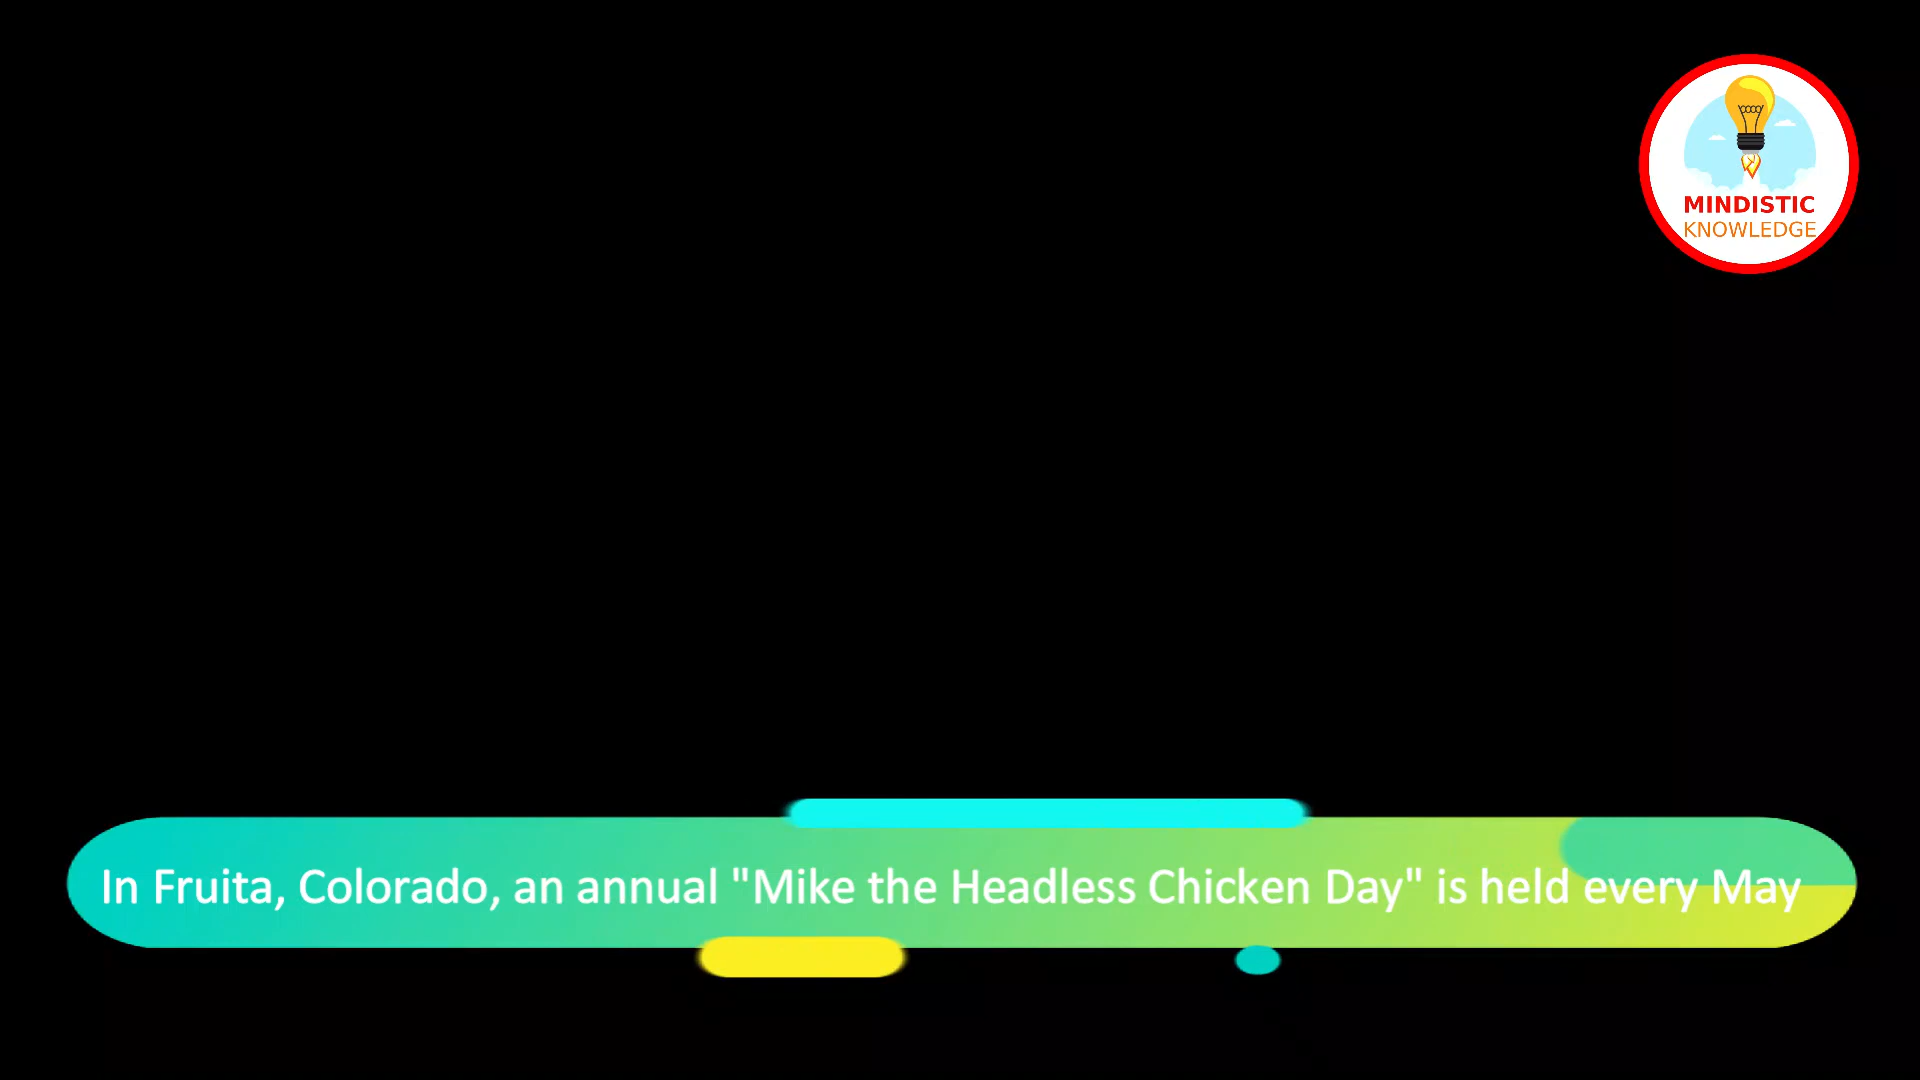 MINDISTIC
KNOWLEDGE
In Fruita, Colorado, an annual "Mike the Headless Chicken Day" is held every May